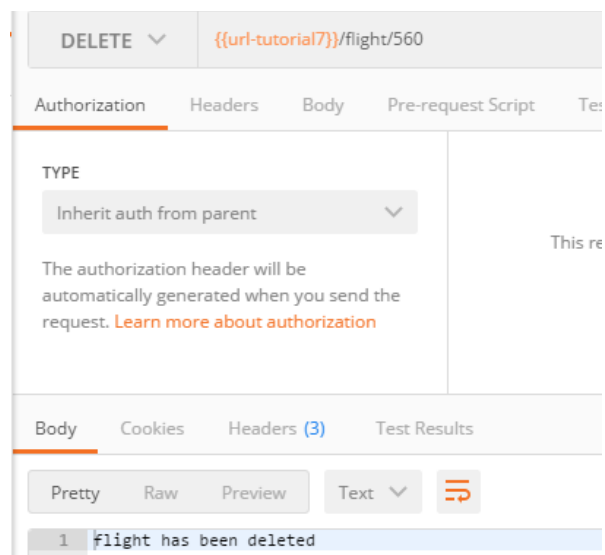 DELETE {{url-tutorial7}}/flight/560
Authorization Headers Body Pre-request Script Tes
TYPE
Inherit auth from parent
This re
The authorization header will be
automatically generated when you send the
request. Learn more about authorization
Body Cookies Headers (3) Test Results
Pretty Raw Preview Text
1 flight has been deleted